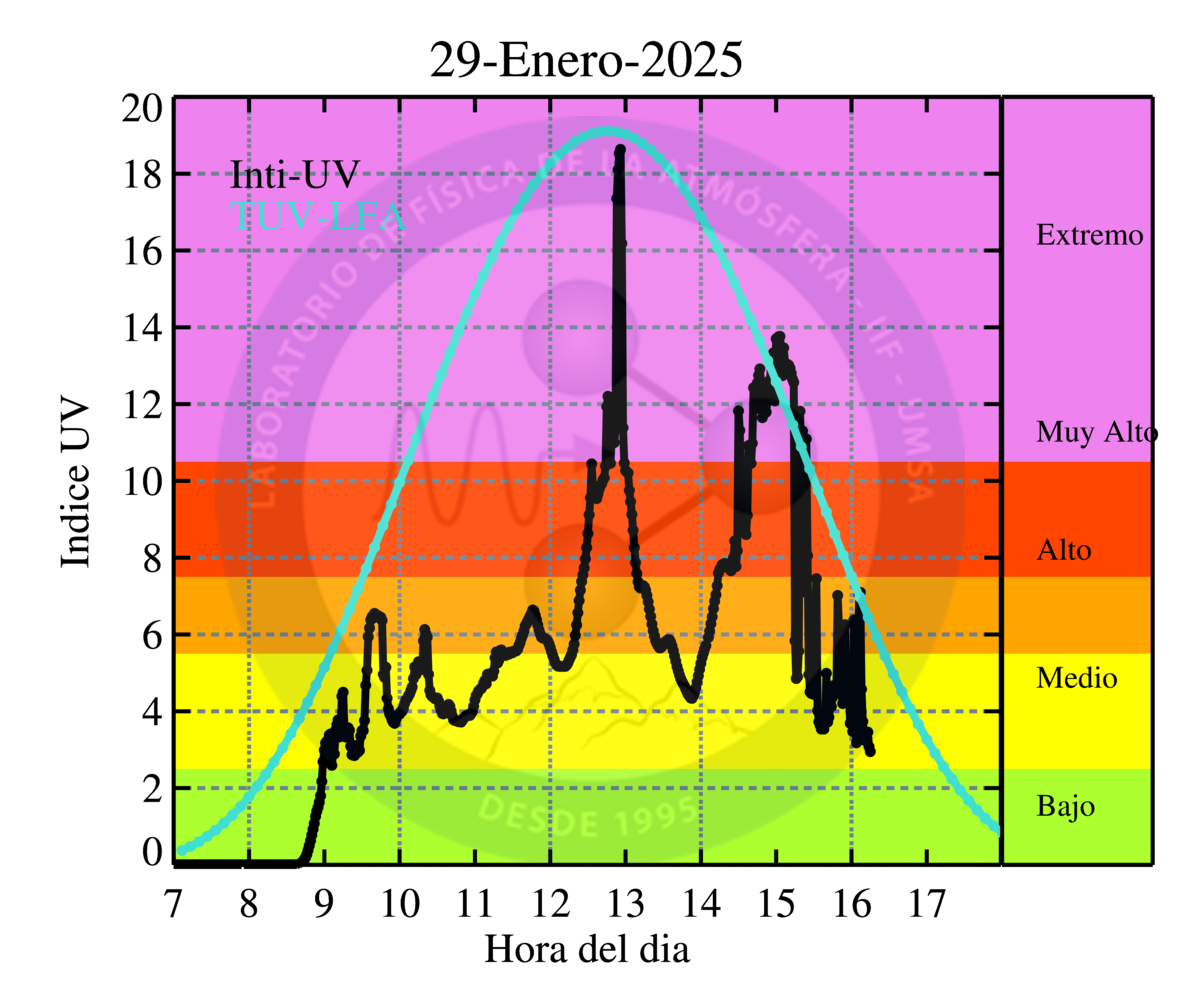 29-Enero-2025
20
18
16
14
12
10
8
6
4
2
0
Indice UV
Inti-UV
TUV-LFA
LABORATORIO DE FÍSICA DE LA ATMÓSFERA - IIF - UMSA
DESDE 1995
Extremo
Muy Alto
Alto
Medio
Bajo
7 8 9 10 11 12 13 14 15 16 17
Hora del dia